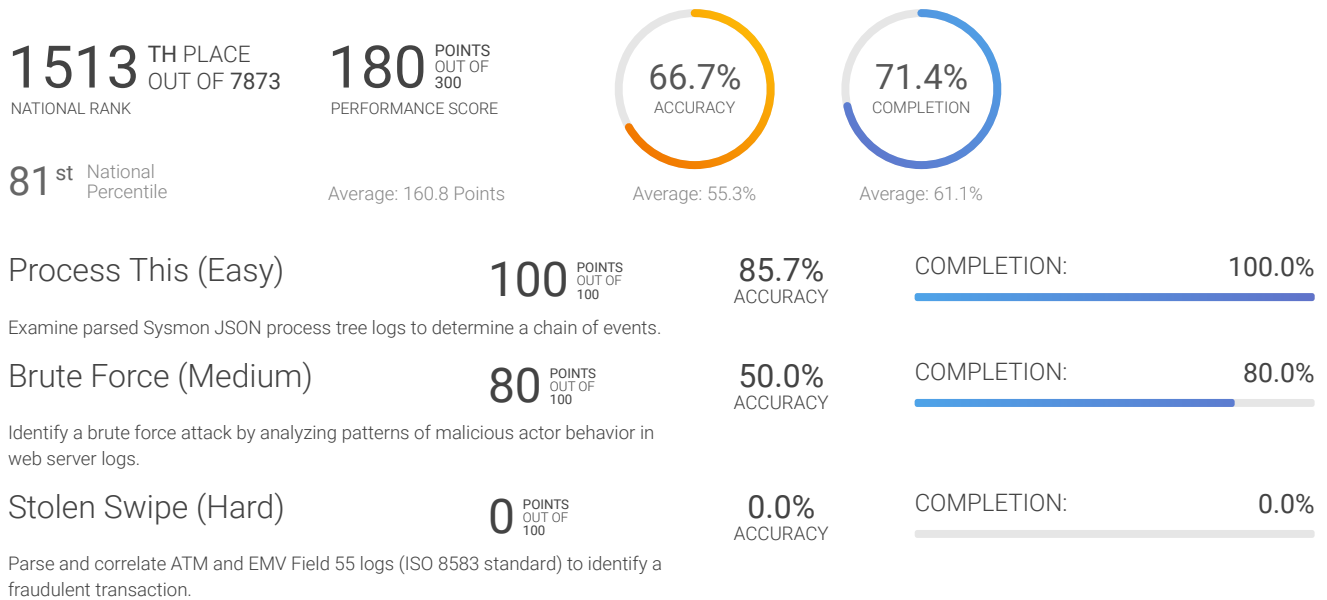 1513 TH PLACE
OUT OF 7873
NATIONAL RANK
180 POINTS
OUT OF
300
PERFORMANCE SCORE
66.7%
ACCURACY
71.4%
COMPLETION
81st National
Percentile
Average: 160.8 Points
Average: 55.3%
Average: 61.1%
Process This (Easy)
100 POINTS
OUT OF
100
85.7%
ACCURACY
COMPLETION: 100.0%
Examine parsed Sysmon JSON process tree logs to determine a chain of events.
Brute Force (Medium)
80 POINTS
OUT OF
100
50.0%
ACCURACY
COMPLETION: 80.0%
Identify a brute force attack by analyzing patterns of malicious actor behavior in
web server logs.
Stolen Swipe (Hard)
0 POINTS
OUT OF
100
0.0%
ACCURACY
COMPLETION: 0.0%
Parse and correlate ATM and EMV Field 55 logs (ISO 8583 standard) to identify a
fraudulent transaction.